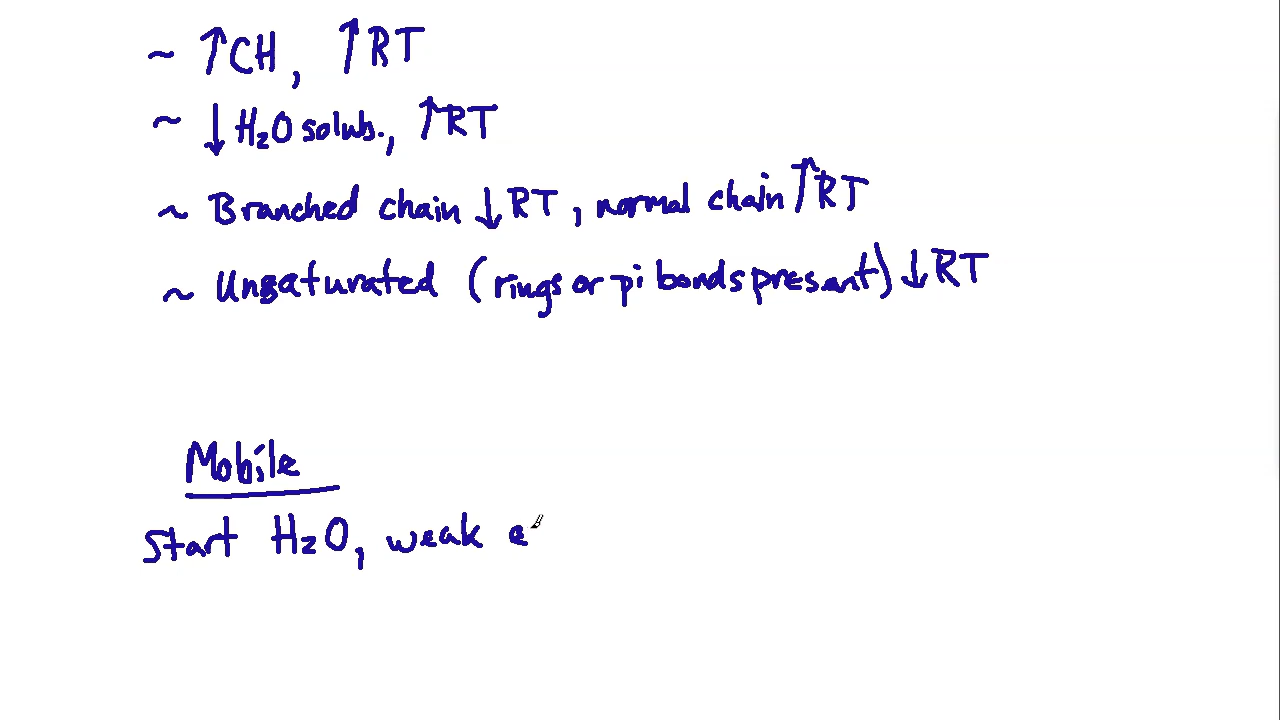 ~ ↑CH, ↑RT
~ ↓H₂O solub., ↑RT
~ Branched chain ↓RT, normal chain ↑RT
~ Unsaturated (rings or pi bonds present) ↓RT
Mobile
Start H₂O, weak e